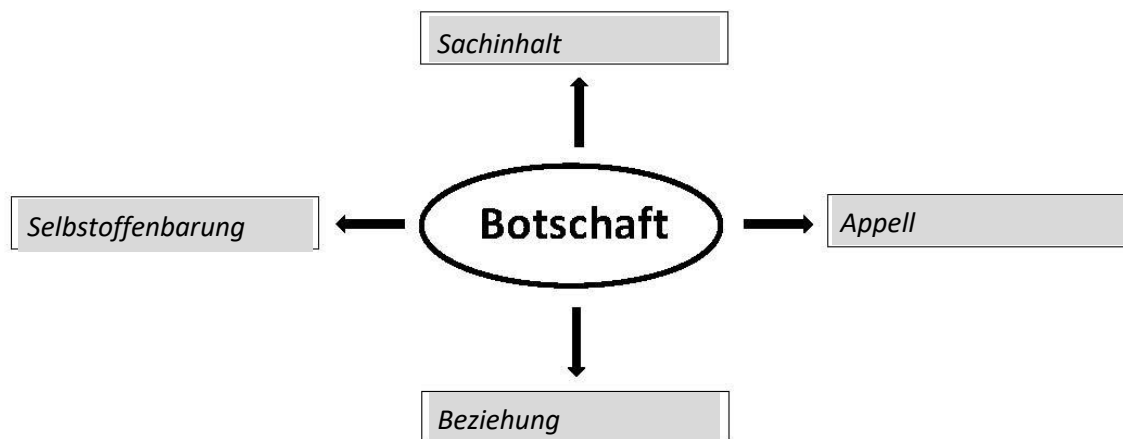 Sachinhalt
Selbstoffenbarung
Botschaft
Appell
Beziehung